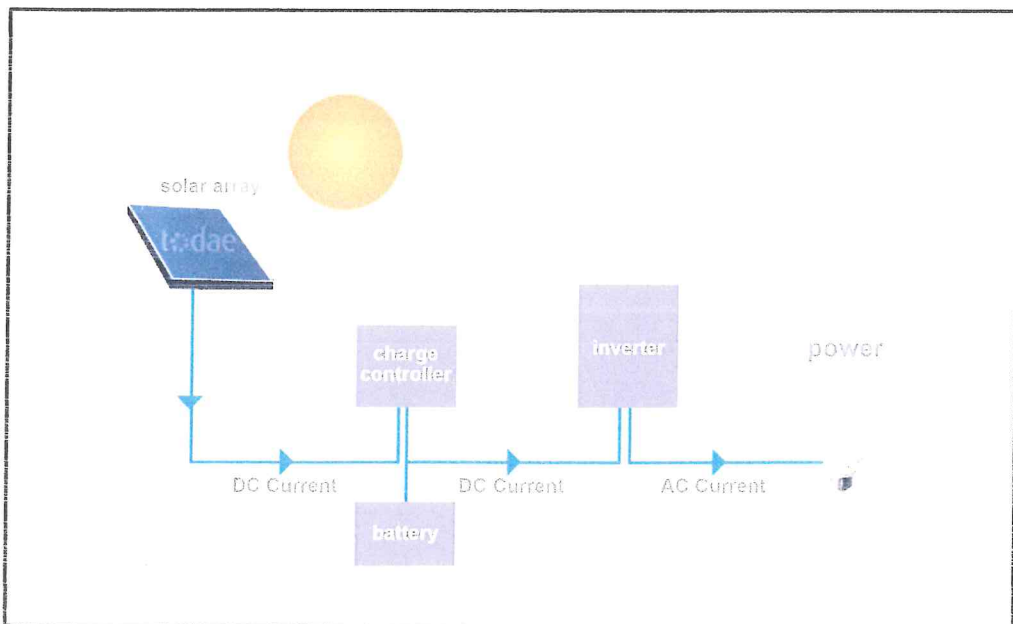 solar array
todae
charge
controller
inverter
power
DC Current
DC Current
AC Current
battery